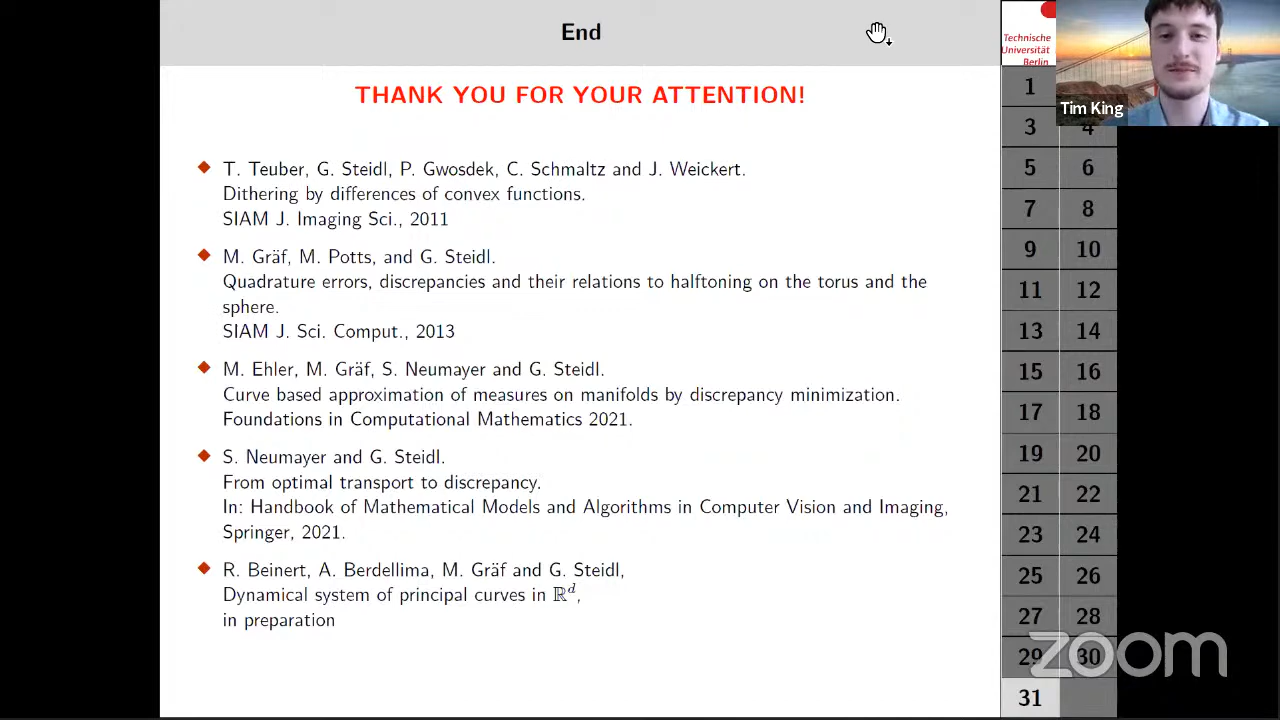 End
THANK YOU FOR YOUR ATTENTION!
T. Teuber, G. Steidl, P. Gwosdek, C. Schmaltz and J. Weickert.
Dithering by differences of convex functions.
SIAM J. Imaging Sci., 2011
M. Gräf, M. Potts, and G. Steidl.
Quadrature errors, discrepancies and their relations to halftoning on the torus and the
sphere.
SIAM J. Sci. Comput., 2013
M. Ehler, M. Gräf, S. Neumayer and G. Steidl.
Curve based approximation of measures on manifolds by discrepancy minimization.
Foundations in Computational Mathematics 2021.
S. Neumayer and G. Steidl.
From optimal transport to discrepancy.
In: Handbook of Mathematical Models and Algorithms in Computer Vision and Imaging,
Springer, 2021.
R. Beinert, A. Berdellima, M. Gräf and G. Steidl,
Dynamical system of principal curves in ℝᵈ,
in preparation
Technische
Universität
Berlin
Tim King
1
3 4
5 6
7 8
9 10
11 12
13 14
15 16
17 18
19 20
21 22
23 24
25 26
27 28
29 30
31
zoom